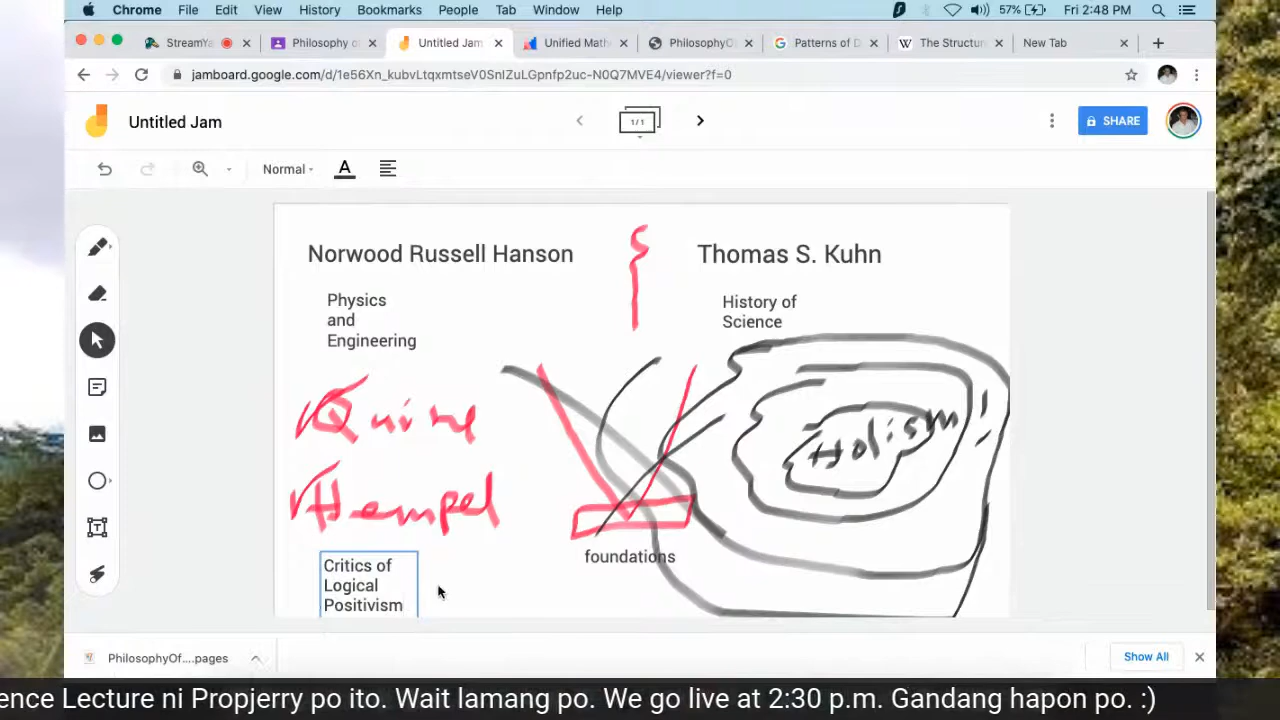 Chrome File Edit View History Bookmarks People Tab Window Help 57% Fri 2:48 PM
StreamYa Philosophy o Untitled Jam Unified Math PhilosophyO Patterns of D The Structur New Tab
jamboard.google.com/d/1e56Xn_kubvLtqxmtseV0SnIZuLGpnfp2uc-N0Q7MVE4/viewer?f=0
Untitled Jam 1/1 SHARE
Normal A
Norwood Russell Hanson
Thomas S. Kuhn
Physics
and
Engineering
History of
Science
Quine
Holism
Hempel
foundations
Critics of
Logical
Positivism
PhilosophyOf....pages Show All
ence Lecture ni Propjerry po ito. Wait lamang po. We go live at 2:30 p.m. Gandang hapon po. :)